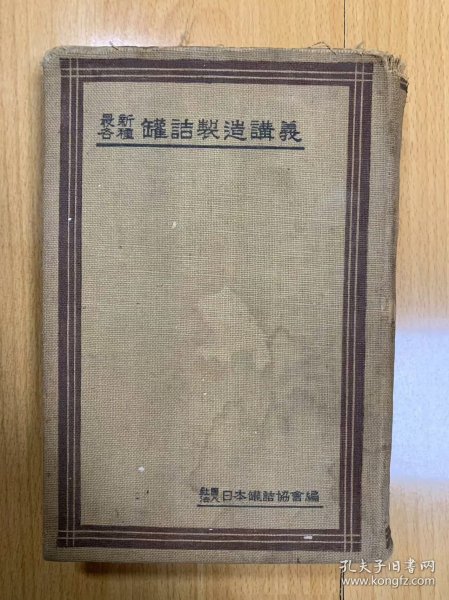 最新各種 罐詰製造講義
社團法人 日本罐詰協會編
孔夫子旧书网
www.kongfz.com